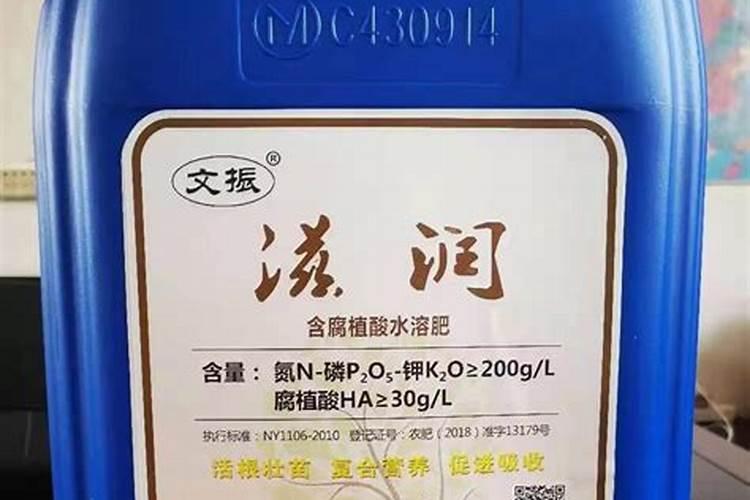 MC430914
文振®
滋润
含腐植酸水溶肥
含量：氮N-磷P₂O₅-钾K₂O≥200g/L
腐植酸HA≥30g/L
执行标准：NY1106-2010 登记证号：农肥（2018）准字13179号
活根壮苗 复合营养 促进吸收